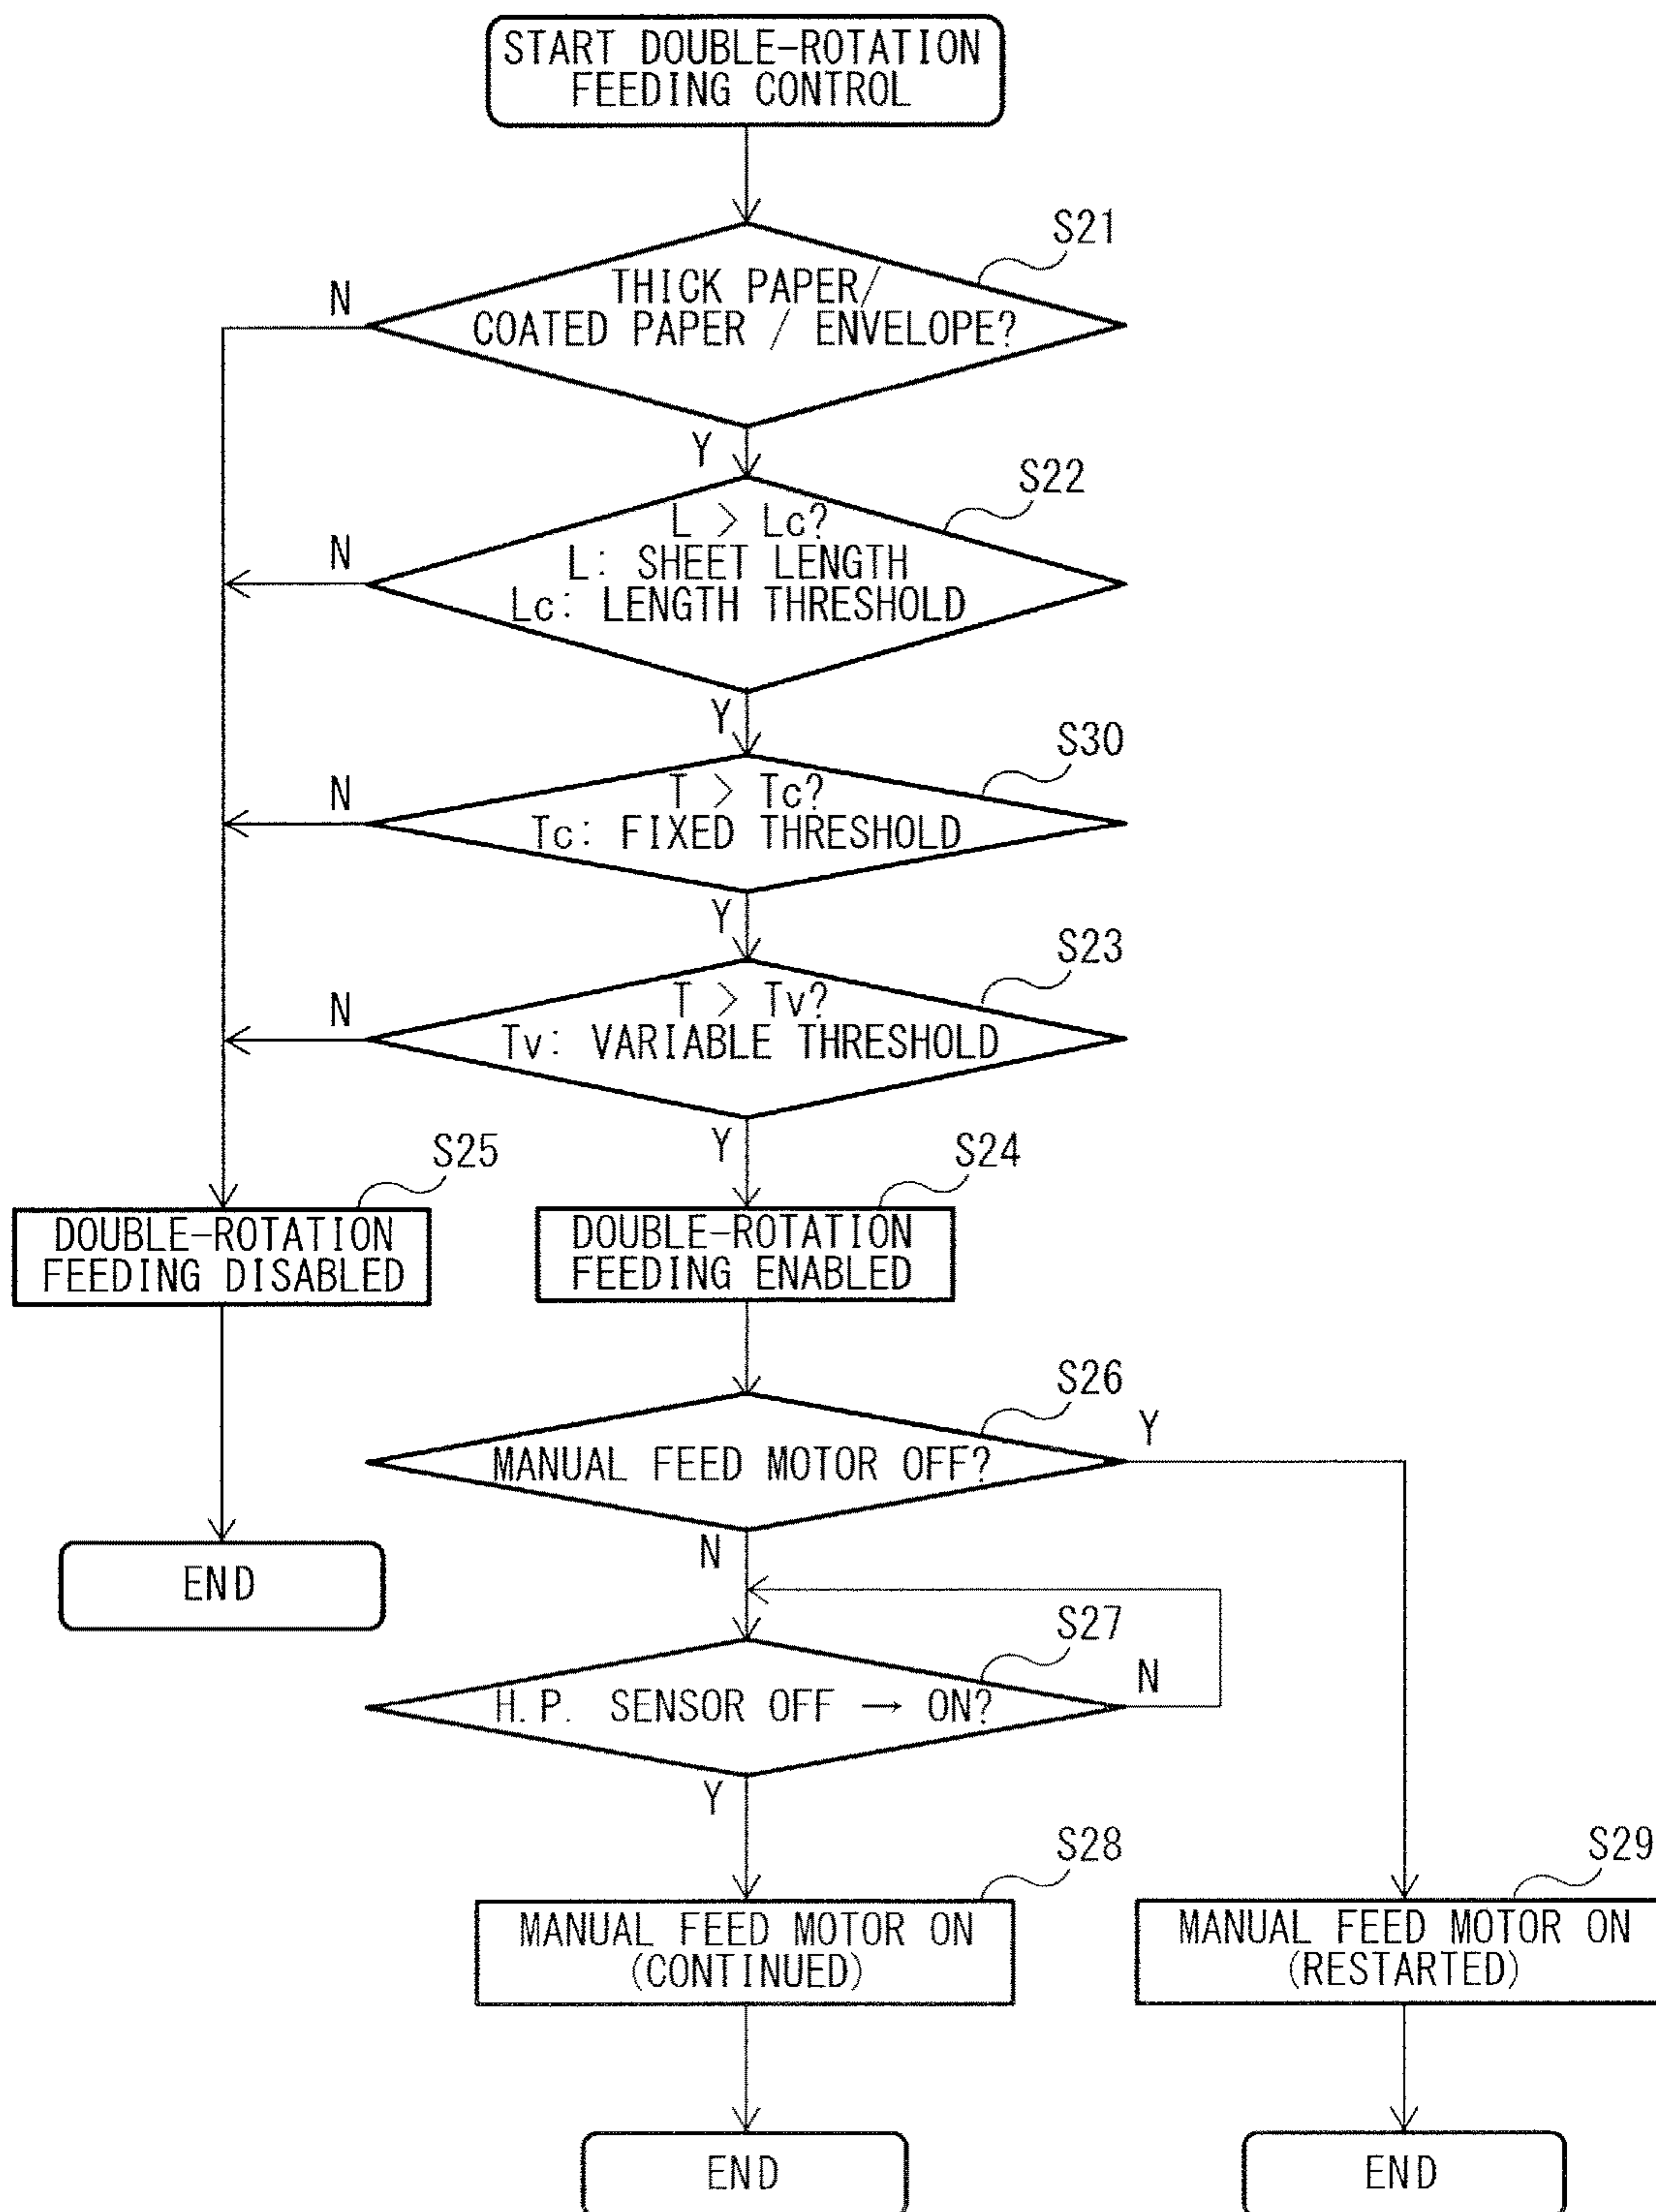 START DOUBLE-ROTATION
FEEDING CONTROL
S21
THICK PAPER/
COATED PAPER / ENVELOPE?
N
Y
S22
L > Lc?
L: SHEET LENGTH
Lc: LENGTH THRESHOLD
N
Y
S30
T > Tc?
Tc: FIXED THRESHOLD
N
Y
S23
T > Tv?
Tv: VARIABLE THRESHOLD
N
Y
S25
DOUBLE-ROTATION
FEEDING DISABLED
S24
DOUBLE-ROTATION
FEEDING ENABLED
S26
MANUAL FEED MOTOR OFF?
Y
N
END
S27
H.P. SENSOR OFF → ON?
N
Y
S28
MANUAL FEED MOTOR ON
(CONTINUED)
S29
MANUAL FEED MOTOR ON
(RESTARTED)
END
END